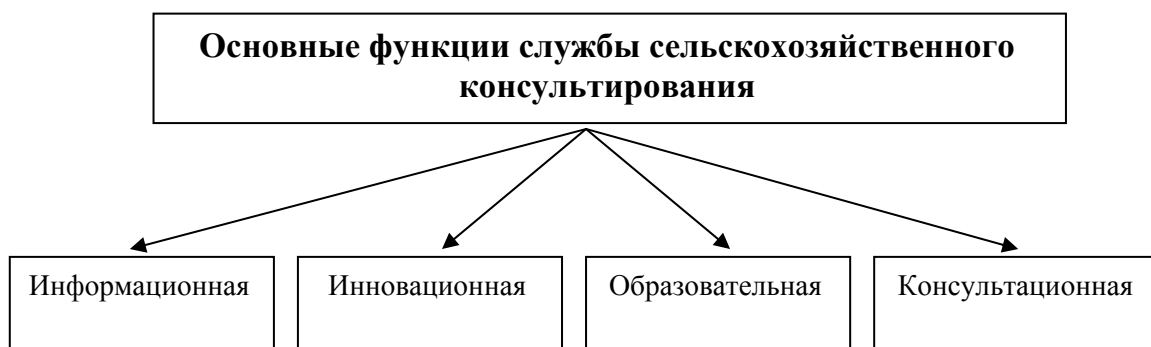 Основные функции службы сельскохозяйственного
консультирования
Информационная
Инновационная
Образовательная
Консультационная